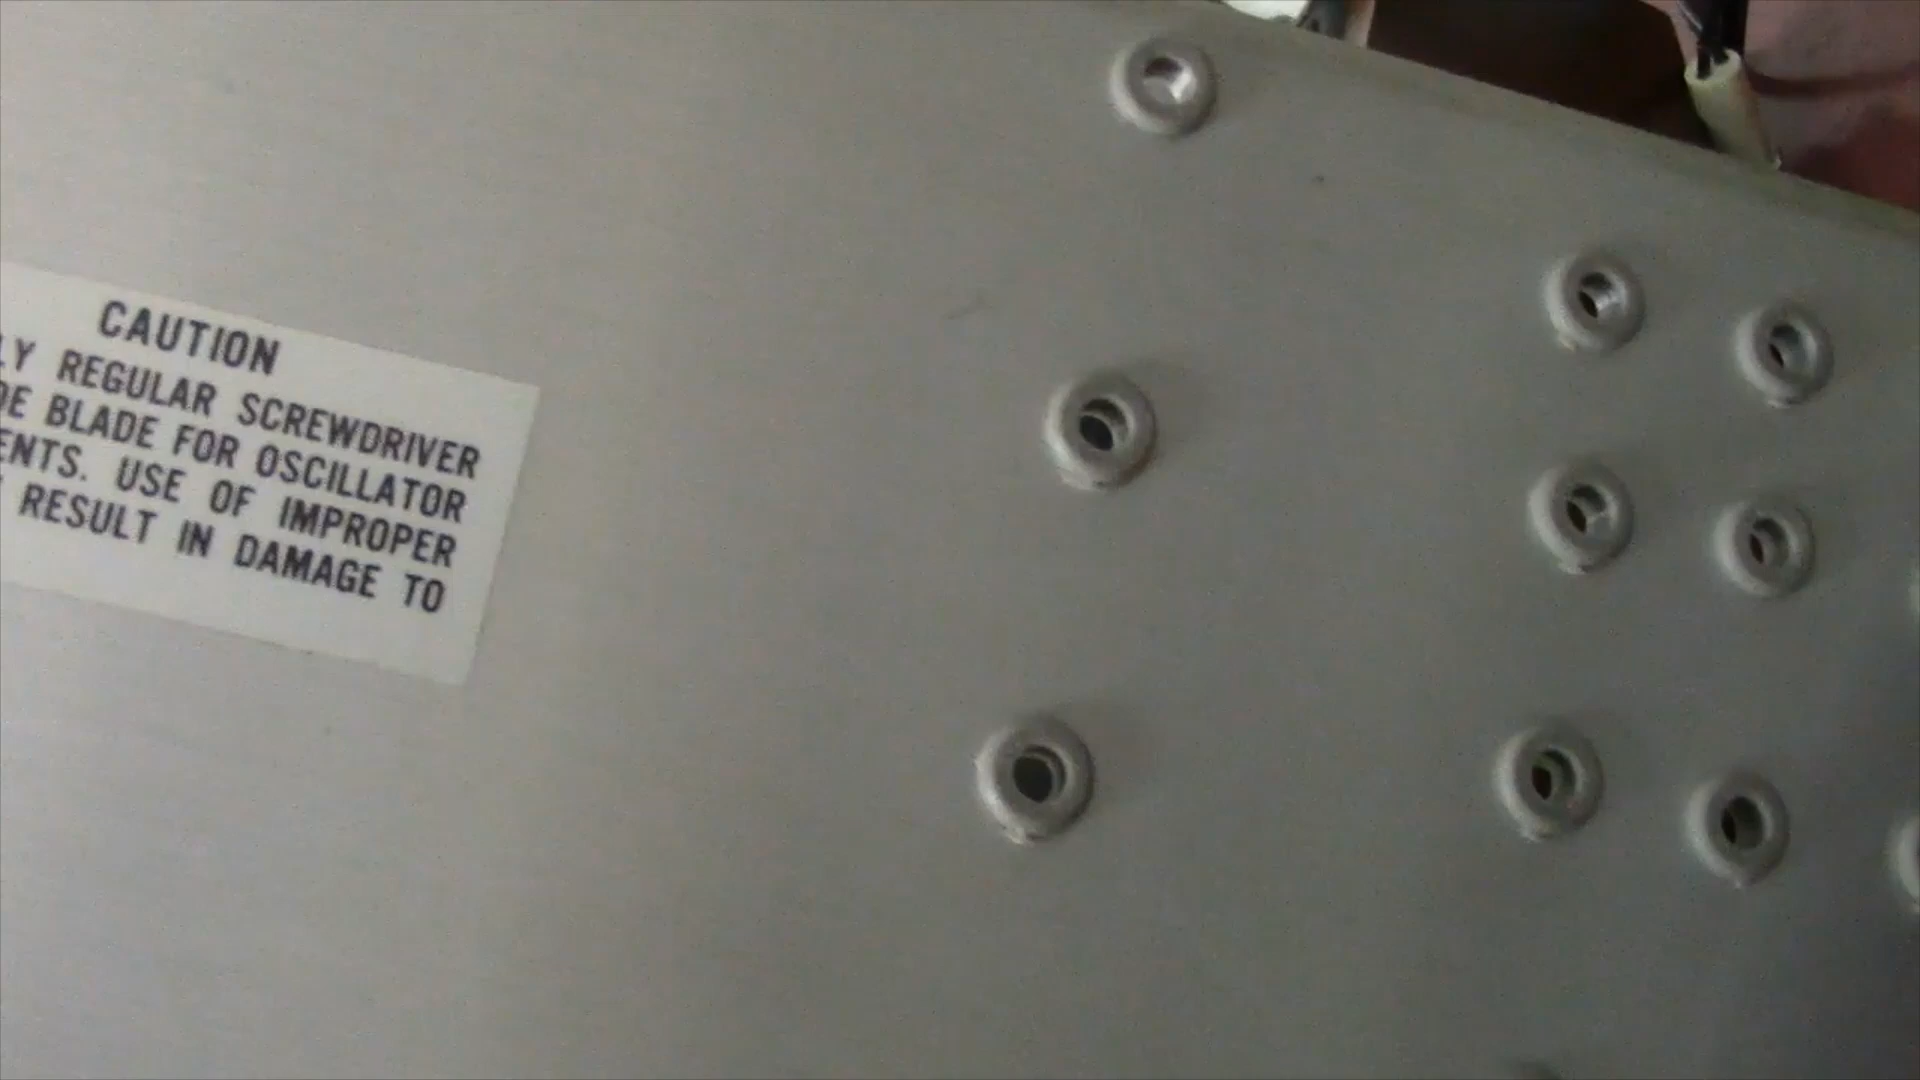 CAUTION
LY REGULAR SCREWDRIVER
DE BLADE FOR OSCILLATOR
ENTS. USE OF IMPROPER
RESULT IN DAMAGE TO